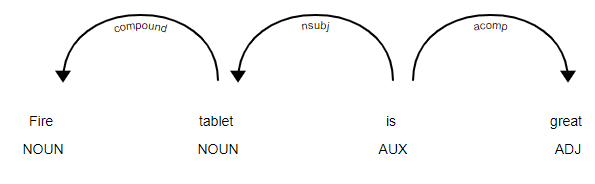 compound nsubj acomp
Fire tablet is great
NOUN NOUN AUX ADJ